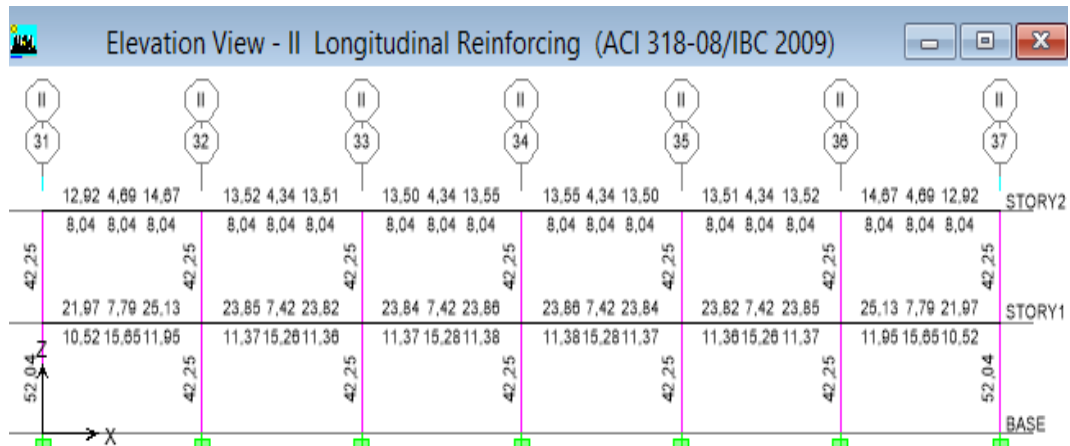 Elevation View - II Longitudinal Reinforcing (ACI 318-08/IBC 2009)
II II II II II II II
31 32 33 34 35 36 37
12,92 4,69 14,67 13,52 4,34 13,51 13,50 4,34 13,55 13,55 4,34 13,50 13,51 4,34 13,52 14,67 4,69 12,92
STORY2
8,04 8,04 8,04 8,04 8,04 8,04 8,04 8,04 8,04 8,04 8,04 8,04 8,04 8,04 8,04 8,04 8,04 8,04
42,25 42,25 42,25 42,25 42,25 42,25 42,25
21,97 7,79 25,13 23,85 7,42 23,82 23,84 7,42 23,86 23,86 7,42 23,84 23,82 7,42 23,85 25,13 7,79 21,97
STORY1
10,52 15,65 11,95 11,37 15,26 11,36 11,37 15,28 11,38 11,38 15,28 11,37 11,36 15,26 11,37 11,95 15,65 10,52
Z
52,04 42,25 42,25 42,25 42,25 42,25 52,04
X
BASE